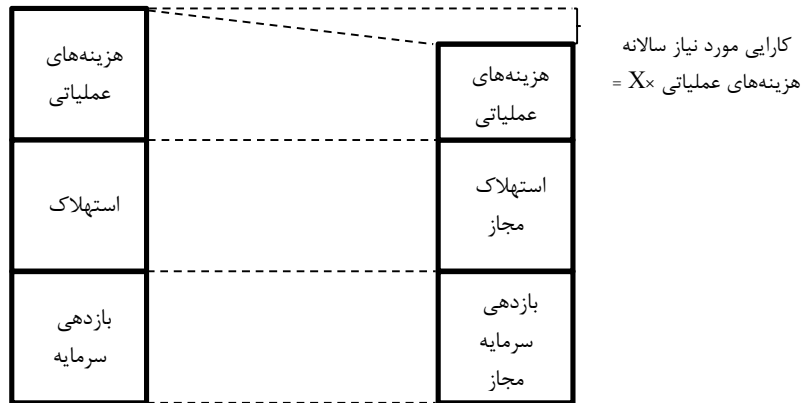 هزینه‌های
عملیاتی
استهلاک
بازدهی
سرمایه
هزینه‌های
عملیاتی
استهلاک
مجاز
بازدهی
سرمایه
مجاز
کارایی مورد نیاز سالانه
= X× هزینه‌های عملیاتی